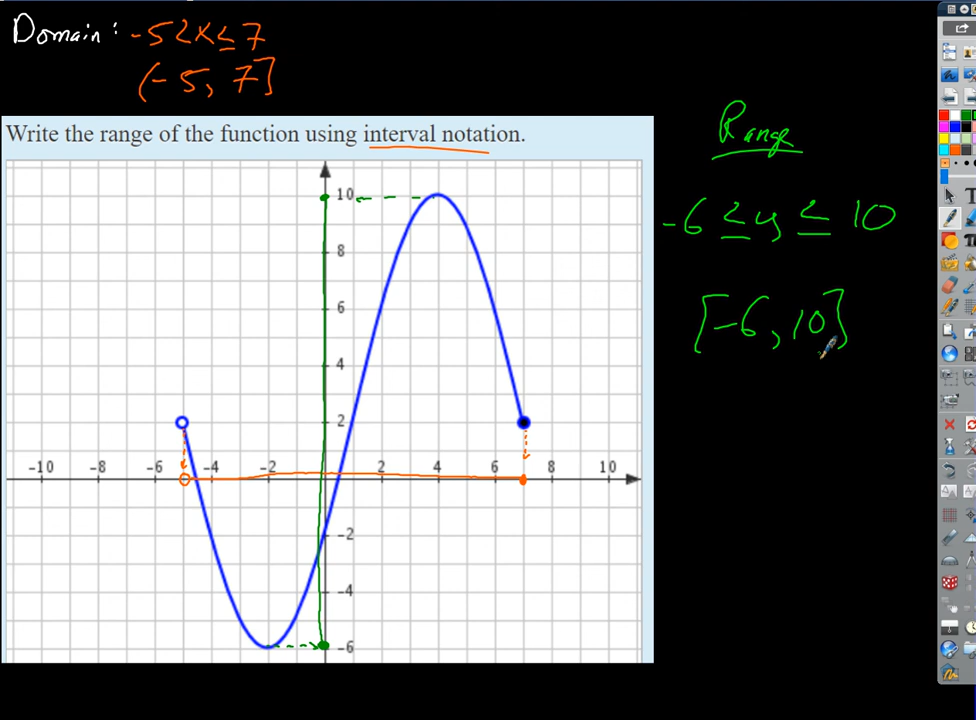 Domain: -5<x≤7
(-5, 7]
Write the range of the function using interval notation.
Range
-6 ≤ y ≤ 10
[-6, 10]
10
8
6
4
2
-10 -8 -6 -4 -2 2 4 6 8 10
-2
-4
-6
T